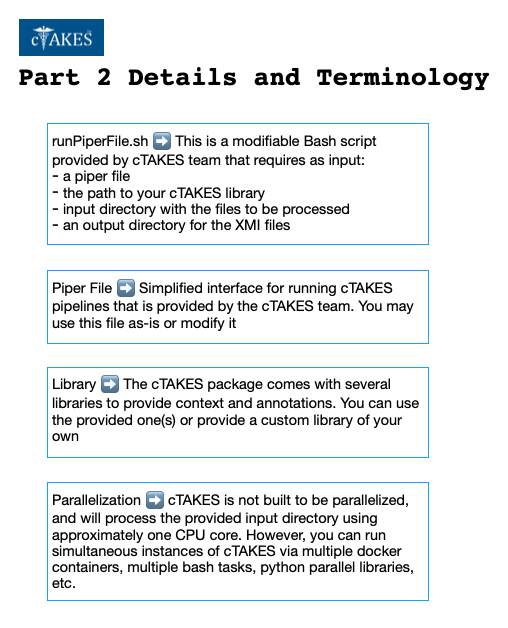 cTAKES
Part 2 Details and Terminology
runPiperFile.sh ➡️ This is a modifiable Bash script
provided by cTAKES team that requires as input:
- a piper file
- the path to your cTAKES library
- input directory with the files to be processed
- an output directory for the XMI files
Piper File ➡️ Simplified interface for running cTAKES
pipelines that is provided by the cTAKES team. You may
use this file as-is or modify it
Library ➡️ The cTAKES package comes with several
libraries to provide context and annotations. You can use
the provided one(s) or provide a custom library of your
own
Parallelization ➡️ cTAKES is not built to be parallelized,
and will process the provided input directory using
approximately one CPU core. However, you can run
simultaneous instances of cTAKES via multiple docker
containers, multiple bash tasks, python parallel libraries,
etc.